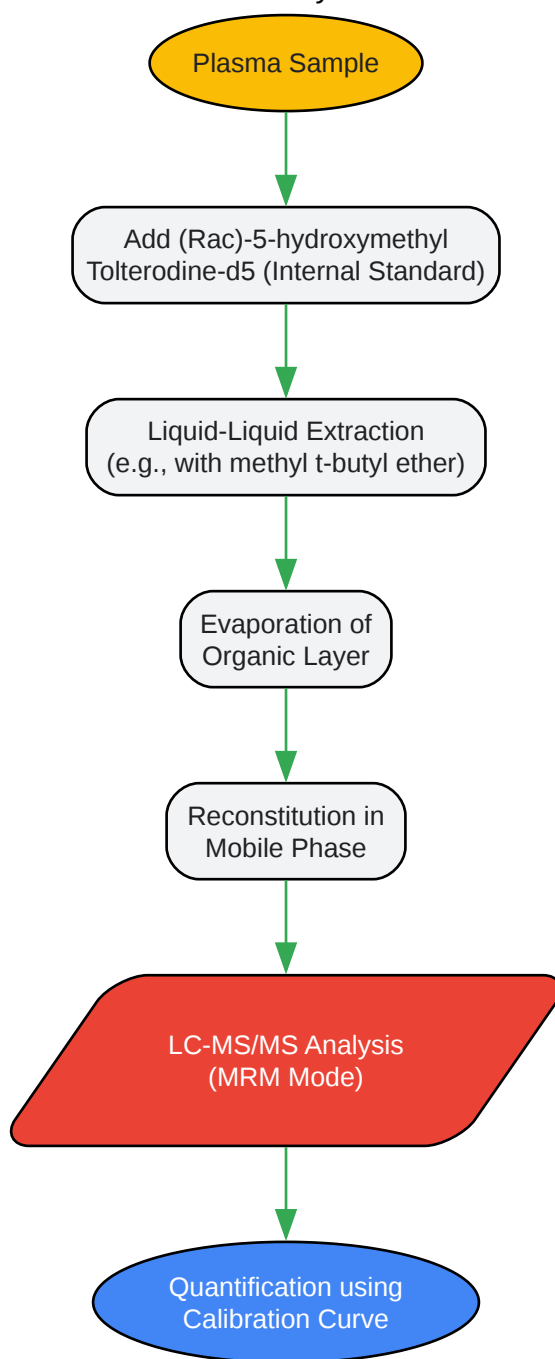 Plasma Sample
Add (Rac)-5-hydroxymethyl
Tolterodine-d5 (Internal Standard)
Liquid-Liquid Extraction
(e.g., with methyl t-butyl ether)
Evaporation of
Organic Layer
Reconstitution in
Mobile Phase
LC-MS/MS Analysis
(MRM Mode)
Quantification using
Calibration Curve